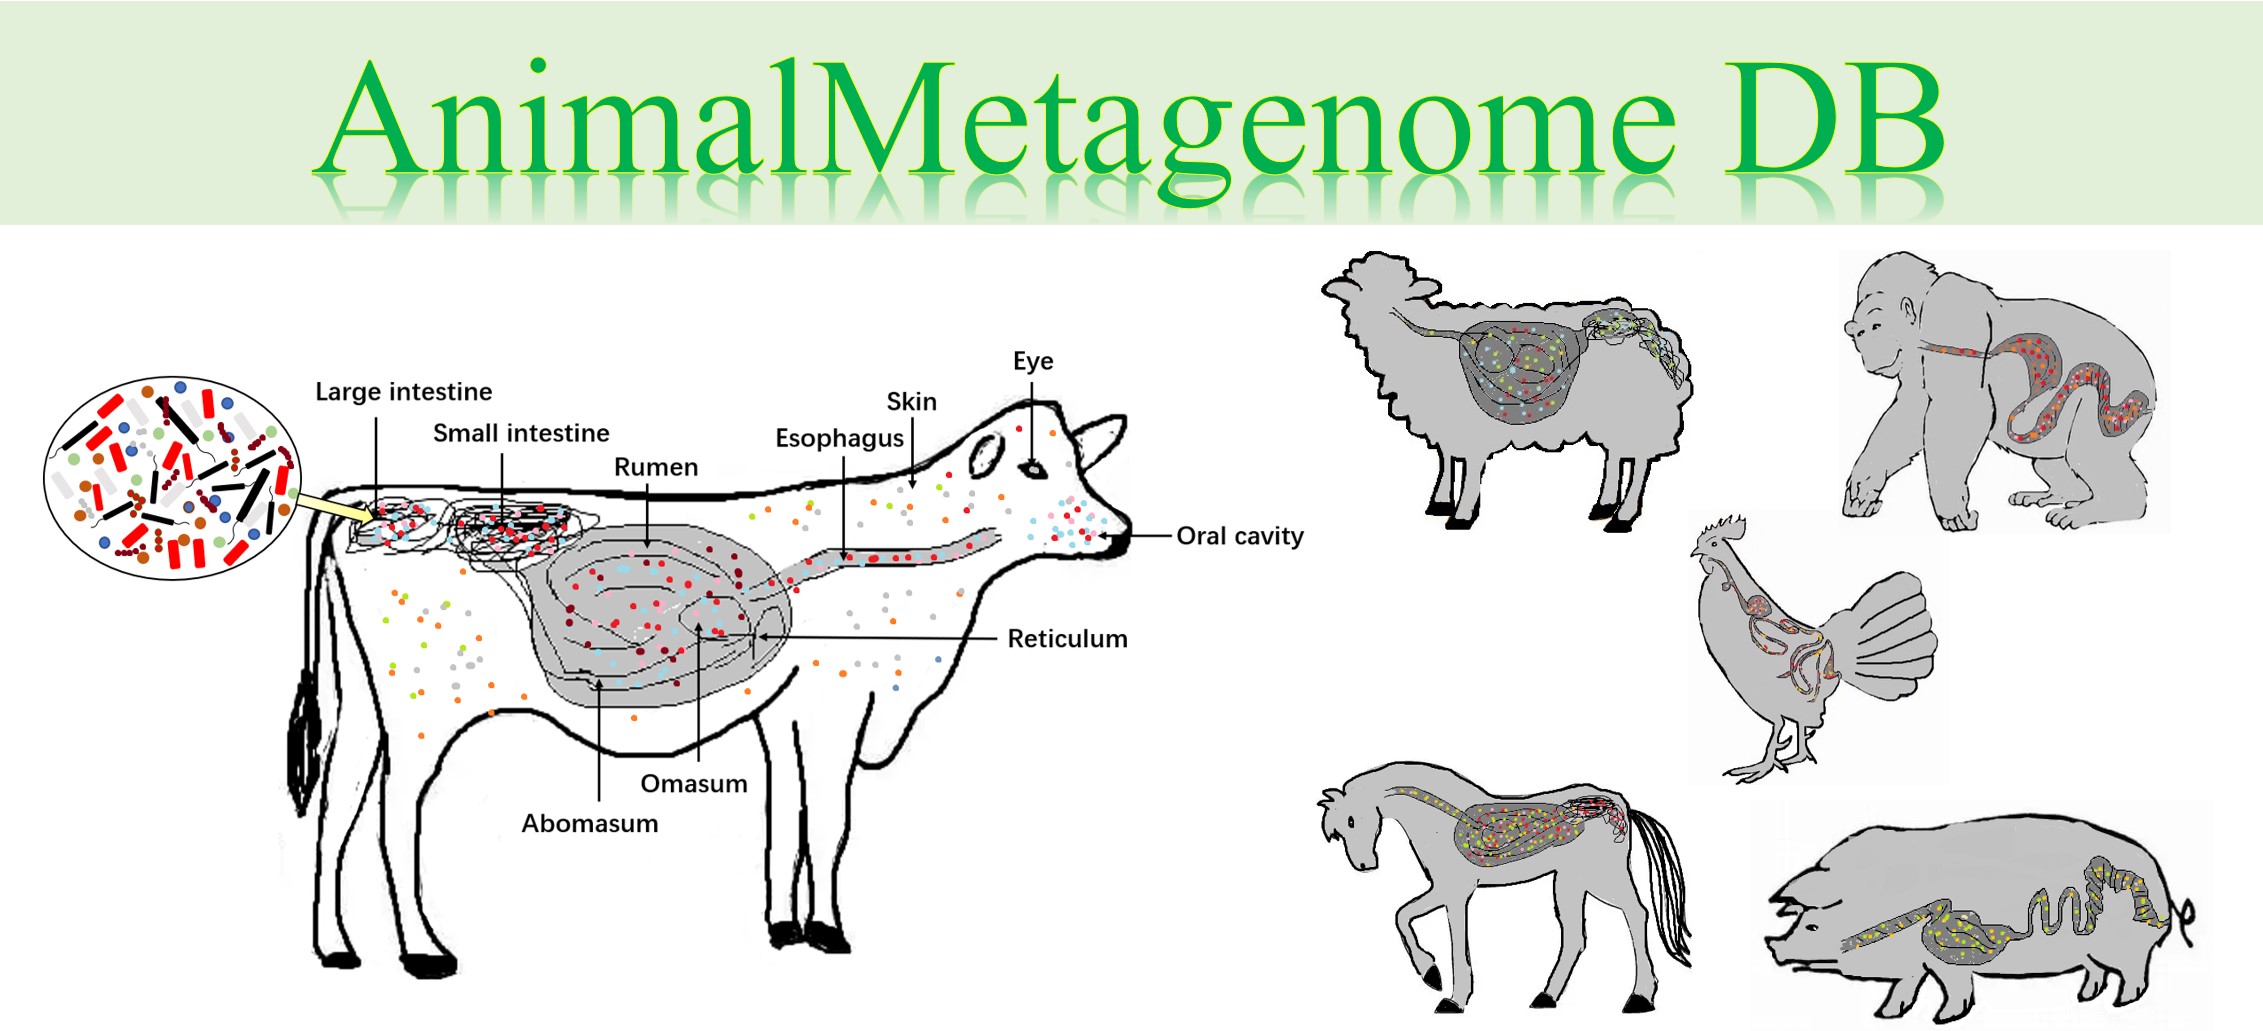 AnimalMetagenome DB
Eye
Large intestine
Skin
Small intestine
Esophagus
Rumen
Oral cavity
Reticulum
Omasum
Abomasum